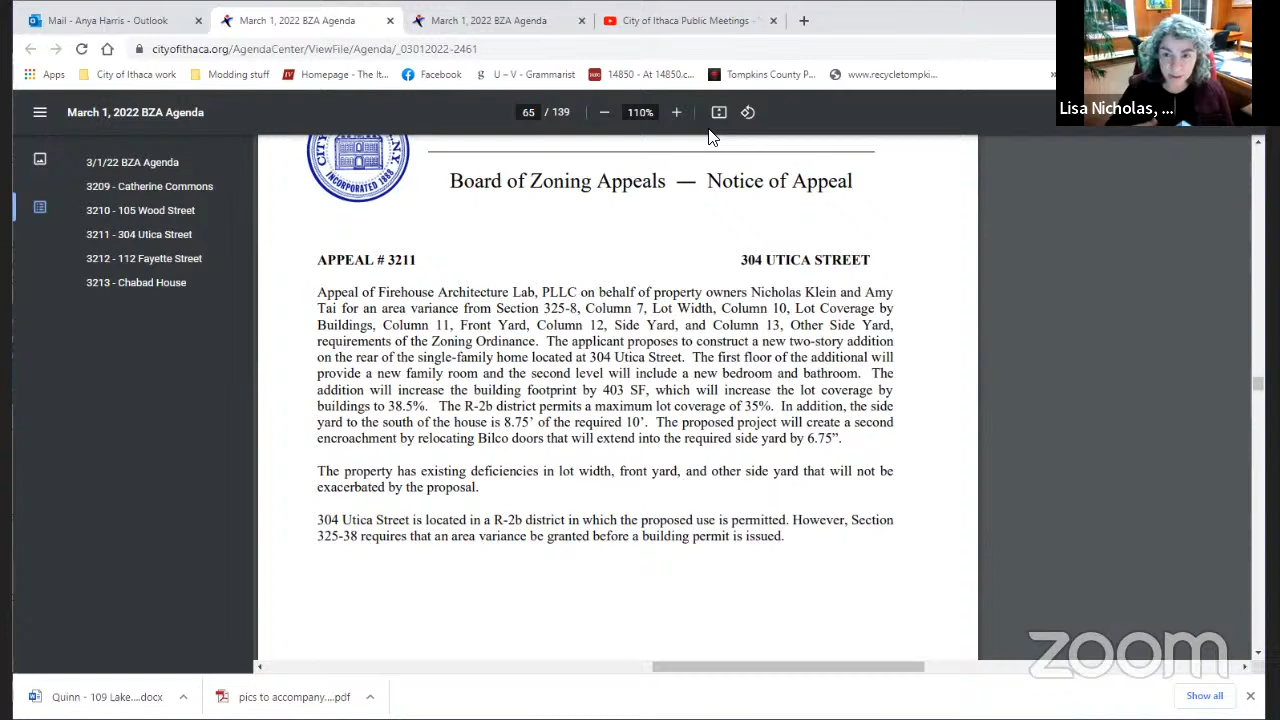 Mail - Anya Harris - Outlook
March 1, 2022 BZA Agenda
March 1, 2022 BZA Agenda
City of Ithaca Public Meetings -
cityofithaca.org/AgendaCenter/ViewFile/Agenda/_03012022-2461
Apps
City of Ithaca work
Modding stuff
Homepage - The It...
Facebook
U – V - Grammarist
14850 - At 14850.c...
Tompkins County P...
www.recycletompki...
Lisa Nicholas, ...
March 1, 2022 BZA Agenda
65 / 139
110%
3/1/22 BZA Agenda
3209 - Catherine Commons
3210 - 105 Wood Street
3211 - 304 Utica Street
3212 - 112 Fayette Street
3213 - Chabad House
INCORPORATED 1888
Board of Zoning Appeals — Notice of Appeal
APPEAL # 3211
304 UTICA STREET
Appeal of Firehouse Architecture Lab, PLLC on behalf of property owners Nicholas Klein and Amy
Tai for an area variance from Section 325-8, Column 7, Lot Width, Column 10, Lot Coverage by
Buildings, Column 11, Front Yard, Column 12, Side Yard, and Column 13, Other Side Yard,
requirements of the Zoning Ordinance. The applicant proposes to construct a new two-story addition
on the rear of the single-family home located at 304 Utica Street. The first floor of the additional will
provide a new family room and the second level will include a new bedroom and bathroom. The
addition will increase the building footprint by 403 SF, which will increase the lot coverage by
buildings to 38.5%. The R-2b district permits a maximum lot coverage of 35%. In addition, the side
yard to the south of the house is 8.75’ of the required 10’. The proposed project will create a second
encroachment by relocating Bilco doors that will extend into the required side yard by 6.75”.
The property has existing deficiencies in lot width, front yard, and other side yard that will not be
exacerbated by the proposal.
304 Utica Street is located in a R-2b district in which the proposed use is permitted. However, Section
325-38 requires that an area variance be granted before a building permit is issued.
zoom
Quinn - 109 Lake....docx
pics to accompany....pdf
Show all